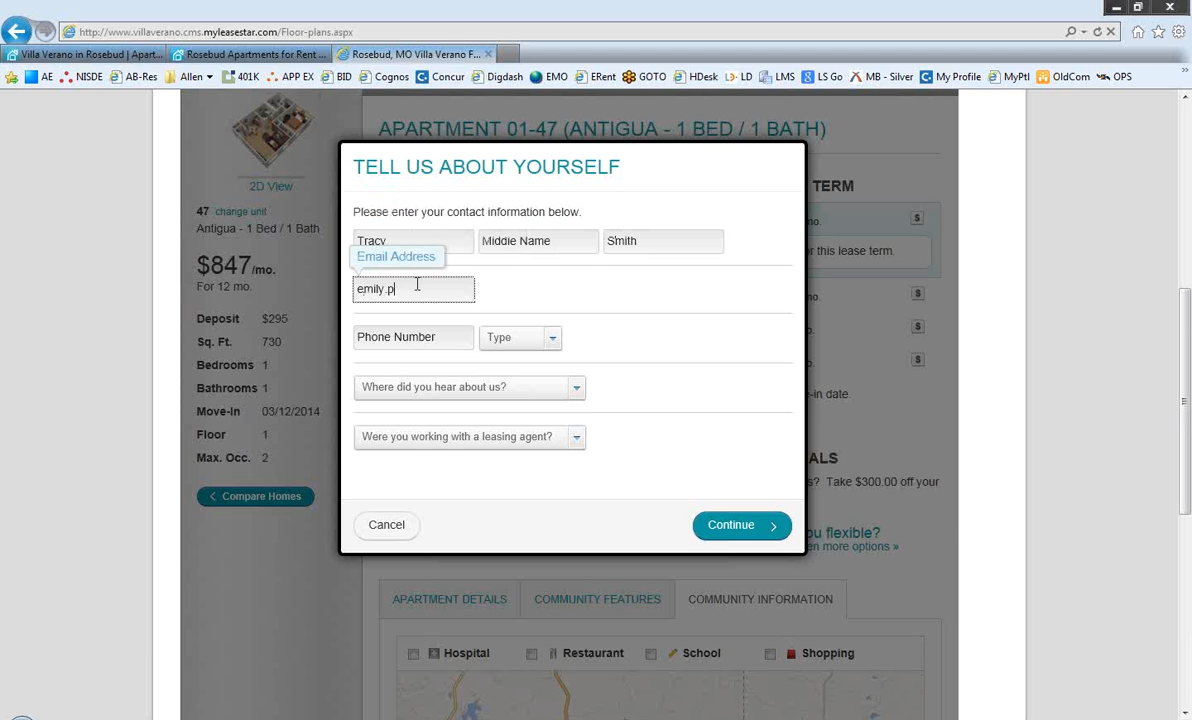 http://www.villaverano.cms.myleasestar.com/Floor-plans.aspx
Villa Verano in Rosebud | Apart...
Rosebud Apartments for Rent ...
Rosebud, MO Villa Verano F...
AE NISDE AB-Res Allen 401K APP EX BID Cognos Concur Digdash EMO ERent GOTO HDesk LD LMS LS Go MB - Silver My Profile MyPtl OldCom OPS
2D View
47 change unit
Antigua - 1 Bed / 1 Bath
$847/mo.
For 12 mo.
Deposit $295
Sq. Ft. 730
Bedrooms 1
Bathrooms 1
Move-in 03/12/2014
Floor 1
Max. Occ. 2
Compare Homes
APARTMENT 01-47 (ANTIGUA - 1 BED / 1 BATH)
TELL US ABOUT YOURSELF
Please enter your contact information below.
Tracy Middle Name Smith
Email Address
emily.p
Phone Number Type
Where did you hear about us?
Were you working with a leasing agent?
Cancel Continue
TERM
no. $
for this lease term.
no. $
$
$
e-in date.
ALS
s? Take $300.00 off your
ou flexible?
en more options »
APARTMENT DETAILS COMMUNITY FEATURES COMMUNITY INFORMATION
Hospital Restaurant School Shopping